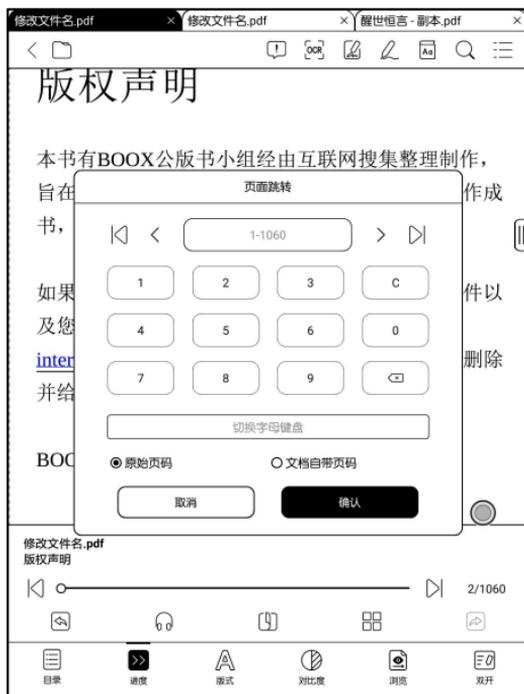 修改文件名.pdf × 修改文件名.pdf × 醒世恒言 - 副本.pdf ×
OCR Aa
版权声明
本书有BOOX公版书小组经由互联网搜集整理制作，
旨在 作成
书，
如果 件以
及您
inter 删除
并给
BOO
页面跳转
1-1060
1 2 3 C
4 5 6 0
7 8 9
切换字母键盘
原始页码 文档自带页码
取消 确认
修改文件名.pdf
版权声明
2/1060
目录 进度 版式 对比度 浏览 双开